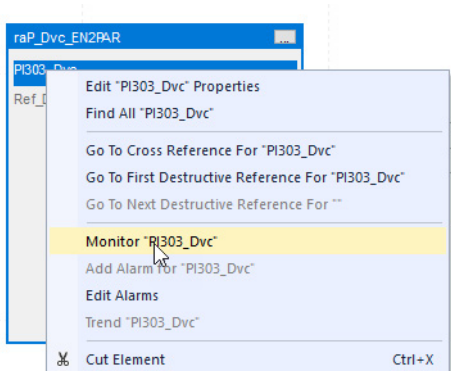 raP_Dvc_EN2PAR ...
PI303_Dvc
Ref_D
Edit "PI303_Dvc" Properties
Find All "PI303_Dvc"
Go To Cross Reference For "PI303_Dvc"
Go To First Destructive Reference For "PI303_Dvc"
Go To Next Destructive Reference For ""
Monitor "PI303_Dvc"
Add Alarm for "PI303_Dvc"
Edit Alarms
Trend "PI303_Dvc"
Cut Element Ctrl+X